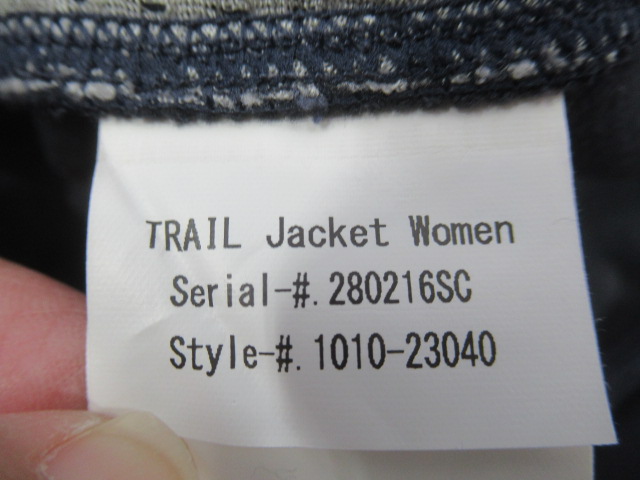 TRAIL Jacket Women
Serial-#. 280216SC
Style-#. 1010-23040